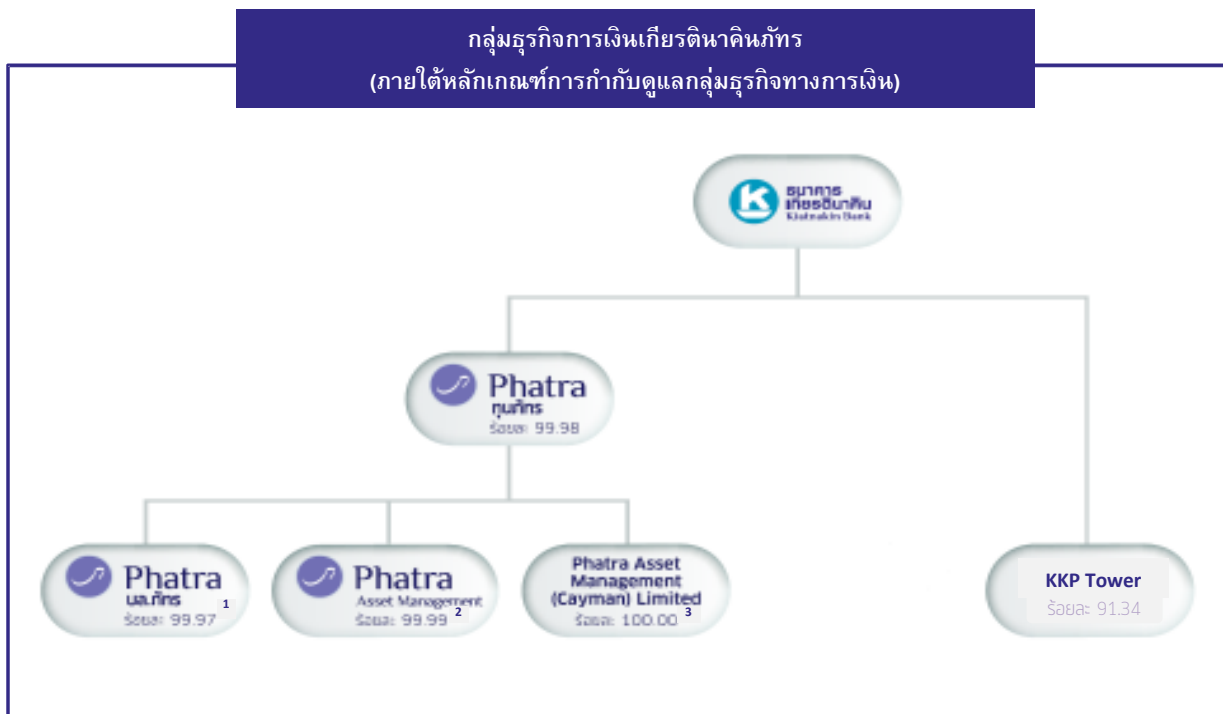 กลุ่มธุรกิจการเงินเกียรตินาคินภัทร
(ภายใต้หลักเกณฑ์การกำกับดูแลกลุ่มธุรกิจทางการเงิน)
ธนาคาร
เกียรตินาคิน
Kiatnakin Bank
Phatra
ทุนภัทร
ร้อยละ 99.98
Phatra
บล.ภัทร 1
ร้อยละ 99.97
Phatra
Asset Management 2
ร้อยละ 99.99
Phatra Asset
Management
(Cayman) Limited
ร้อยละ 100.00 3
KKP Tower
ร้อยละ 91.34